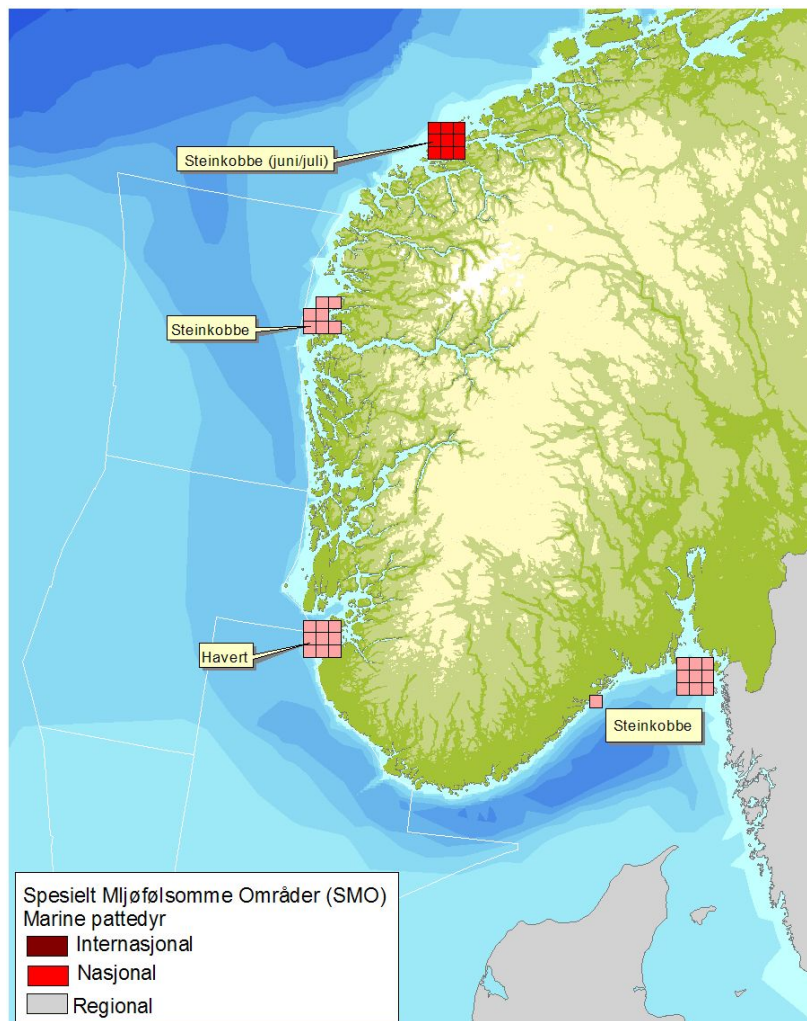 Steinkobbe (juni/juli)
Steinkobbe
Havert
Steinkobbe
Spesielt Mljøfølsomme Områder (SMO)
Marine pattedyr
Internasjonal
Nasjonal
Regional